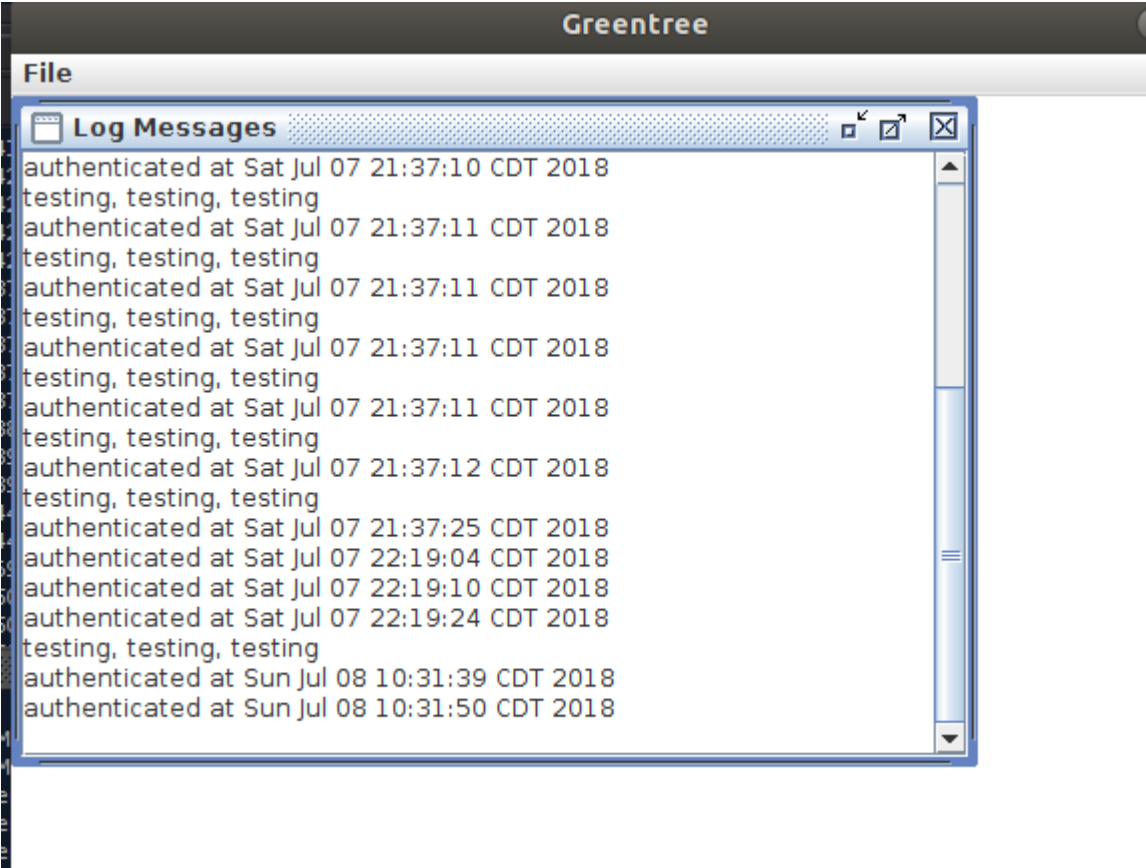 Greentree
File
Log Messages
authenticated at Sat Jul 07 21:37:10 CDT 2018
testing, testing, testing
authenticated at Sat Jul 07 21:37:11 CDT 2018
testing, testing, testing
authenticated at Sat Jul 07 21:37:11 CDT 2018
testing, testing, testing
authenticated at Sat Jul 07 21:37:11 CDT 2018
testing, testing, testing
authenticated at Sat Jul 07 21:37:11 CDT 2018
testing, testing, testing
authenticated at Sat Jul 07 21:37:12 CDT 2018
testing, testing, testing
authenticated at Sat Jul 07 21:37:25 CDT 2018
authenticated at Sat Jul 07 22:19:04 CDT 2018
authenticated at Sat Jul 07 22:19:10 CDT 2018
authenticated at Sat Jul 07 22:19:24 CDT 2018
testing, testing, testing
authenticated at Sun Jul 08 10:31:39 CDT 2018
authenticated at Sun Jul 08 10:31:50 CDT 2018